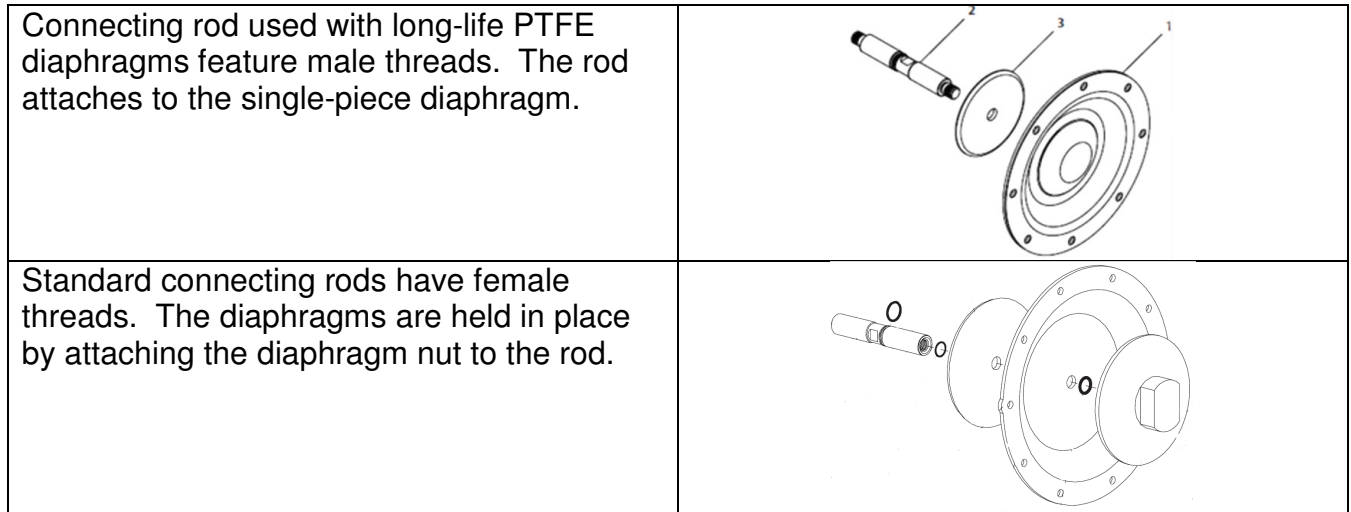 Connecting rod used with long-life PTFE
diaphragms feature male threads.  The rod
attaches to the single-piece diaphragm.
2
3
1
Standard connecting rods have female
threads.  The diaphragms are held in place
by attaching the diaphragm nut to the rod.